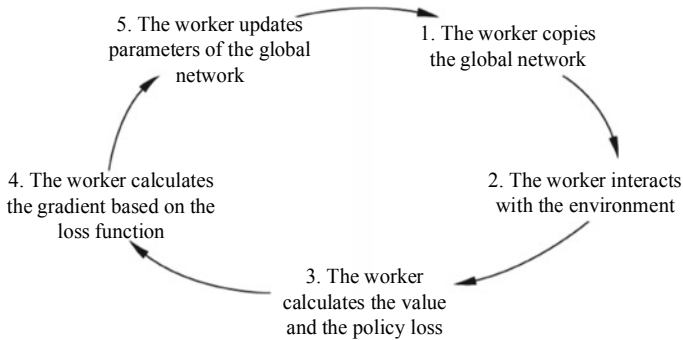 1. The worker copies
the global network
2. The worker interacts
with the environment
3. The worker
calculates the value
and the policy loss
4. The worker calculates
the gradient based on the
loss function
5. The worker updates
parameters of the global
network